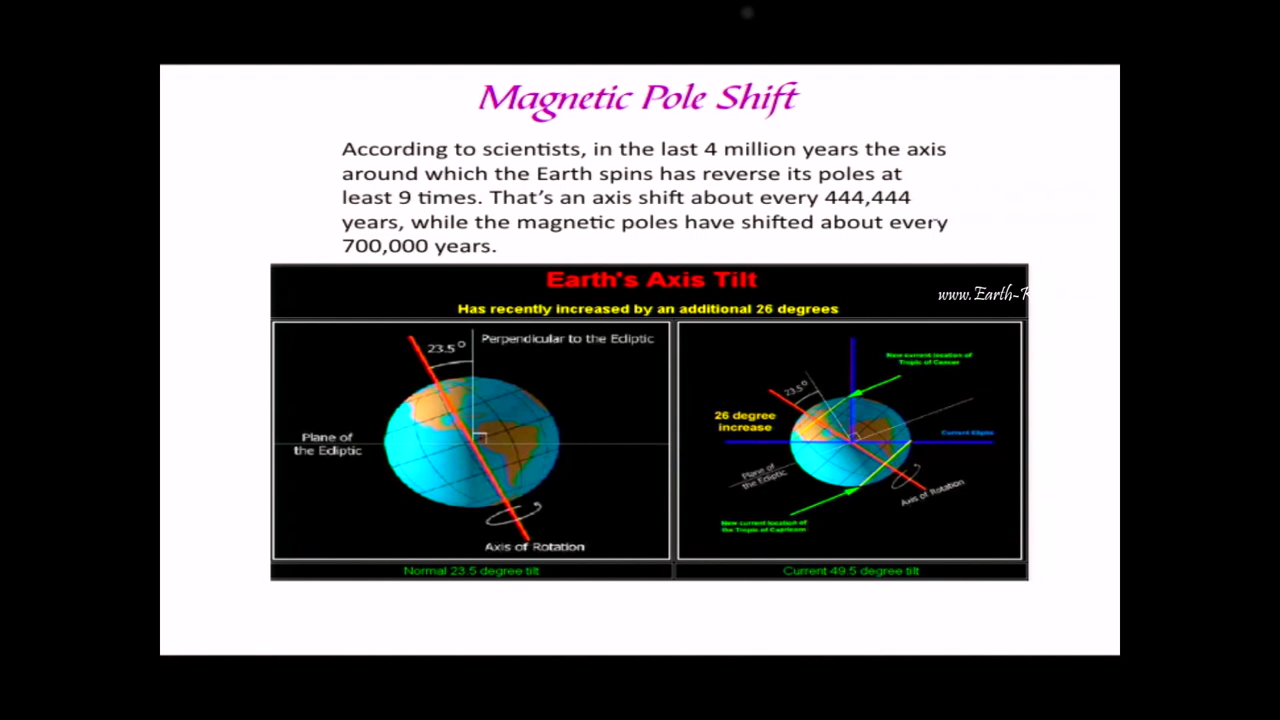 Magnetic Pole Shift
According to scientists, in the last 4 million years the axis
around which the Earth spins has reverse its poles at
least 9 times. That's an axis shift about every 444,444
years, while the magnetic poles have shifted about every
700,000 years.
Earth's Axis Tilt
www.Earth-R
Has recently increased by an additional 26 degrees
23.5°
Perpendicular to the Edliptic
Plane of
the Edliptic
Axis of Rotation
Normal 23.5 degree tilt
New current location of
Tropic of Cancer
23.5°
26 degree
increase
Current Eliptic
Plane of
the Edliptic
Axis of Rotation
New current location of
the Tropic of Capricorn
Current 49.5 degree tilt